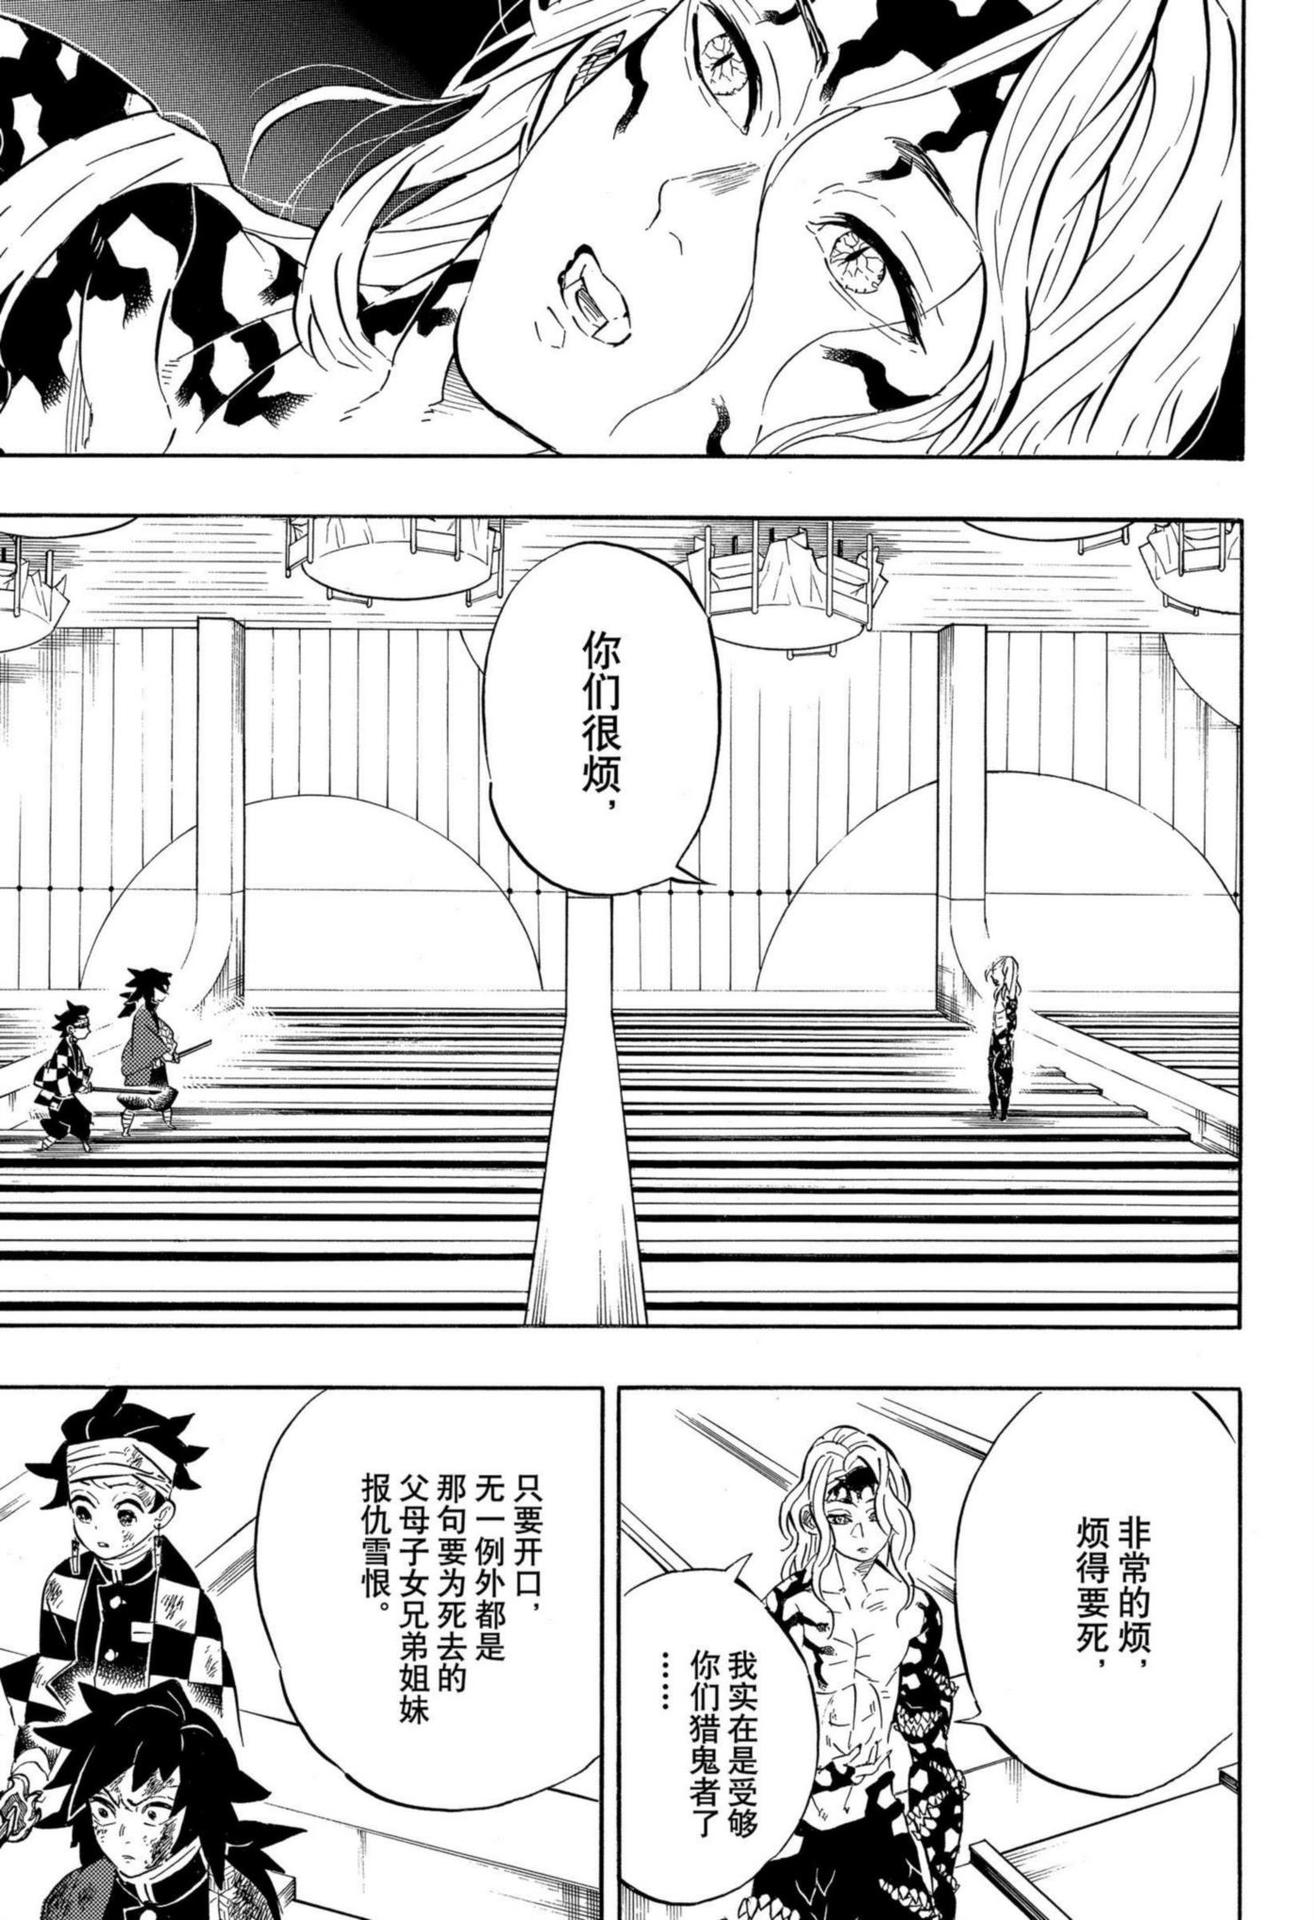 你们很烦，
非常的烦，
烦得要死，
我实在是受够
你们猎鬼者了
……
只要开口，
无一例外都是
那句要为死去的
父母子女兄弟姐妹
报仇雪恨。